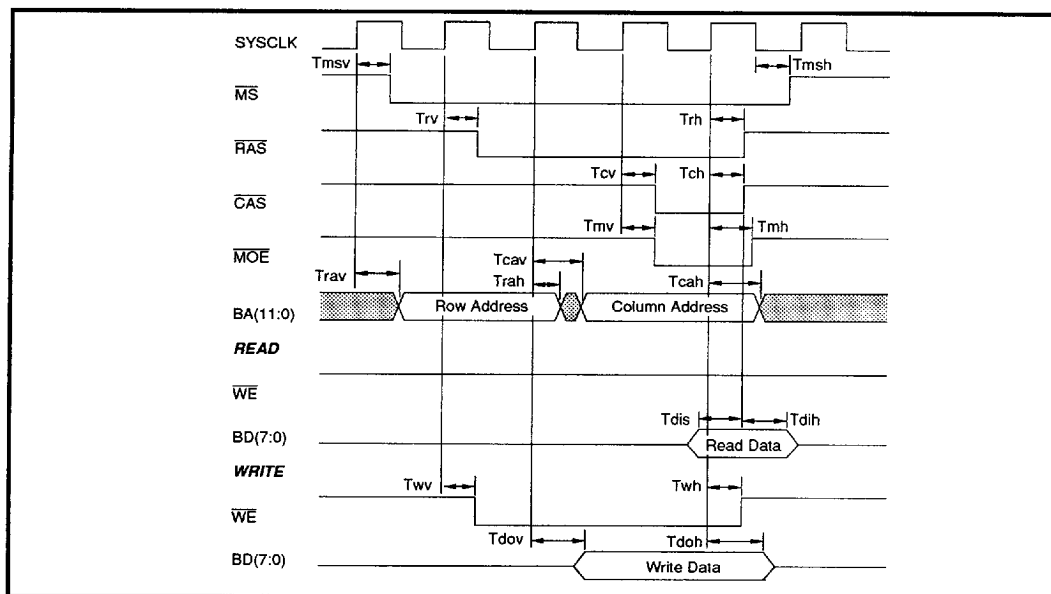 SYSCLK
Tmsv Tmsh
MS
Trv Trh
RAS
Tcv Tch
CAS
Tmv Tmh
MOE
Tcav
Trav Trah Tcah
BA(11:0) Row Address Column Address
READ
WE
Tdis Tdih
BD(7:0) Read Data
WRITE
Twv Twh
WE
Tdov Tdoh
BD(7:0) Write Data